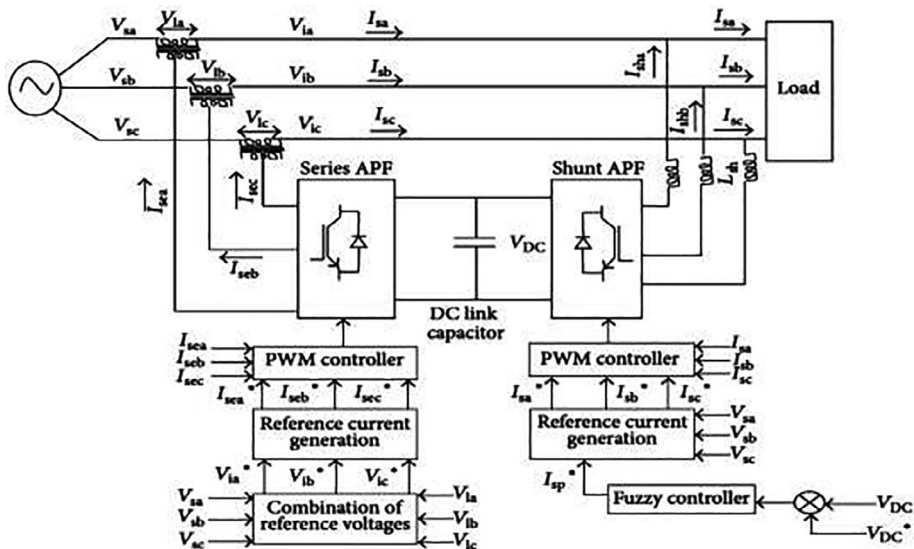 Vsa Vla Via Isa Isa
Vsb Vlb Vib Isb Isb
Vsc Vlc Vic Isc Isc
Load
Isha
Ishb
Lsh
Isea
Isec
Iseb
Series APF
Shunt APF
VDC
DC link
capacitor
Isea
Iseb
Isec
PWM controller
Isea* Iseb* Isec*
Reference current
generation
Via* Vib* Vic*
Vsa
Vsb
Vsc
Combination of
reference voltages
Vla
Vlb
Vlc
PWM controller
Isa
Isb
Isc
Isa* Isb* Isc*
Reference current
generation
Vsa
Vsb
Vsc
Isp*
Fuzzy controller
VDC
VDC*